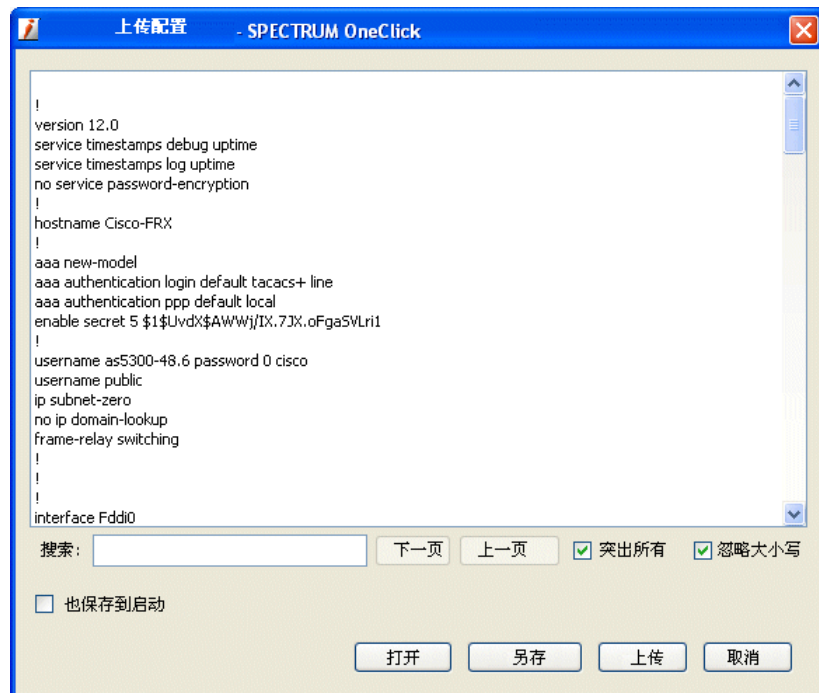 上传配置 - SPECTRUM OneClick
!
version 12.0
service timestamps debug uptime
service timestamps log uptime
no service password-encryption
!
hostname Cisco-FRX
!
aaa new-model
aaa authentication login default tacacs+ line
aaa authentication ppp default local
enable secret 5 $1$UvdX$AWWj/IX.7JX.oFgaSVLri1
!
username as5300-48.6 password 0 cisco
username public
ip subnet-zero
no ip domain-lookup
frame-relay switching
!
!
!
interface Fddi0
搜索: 下一页 上一页 突出所有 忽略大小写
也保存到启动
打开 另存 上传 取消